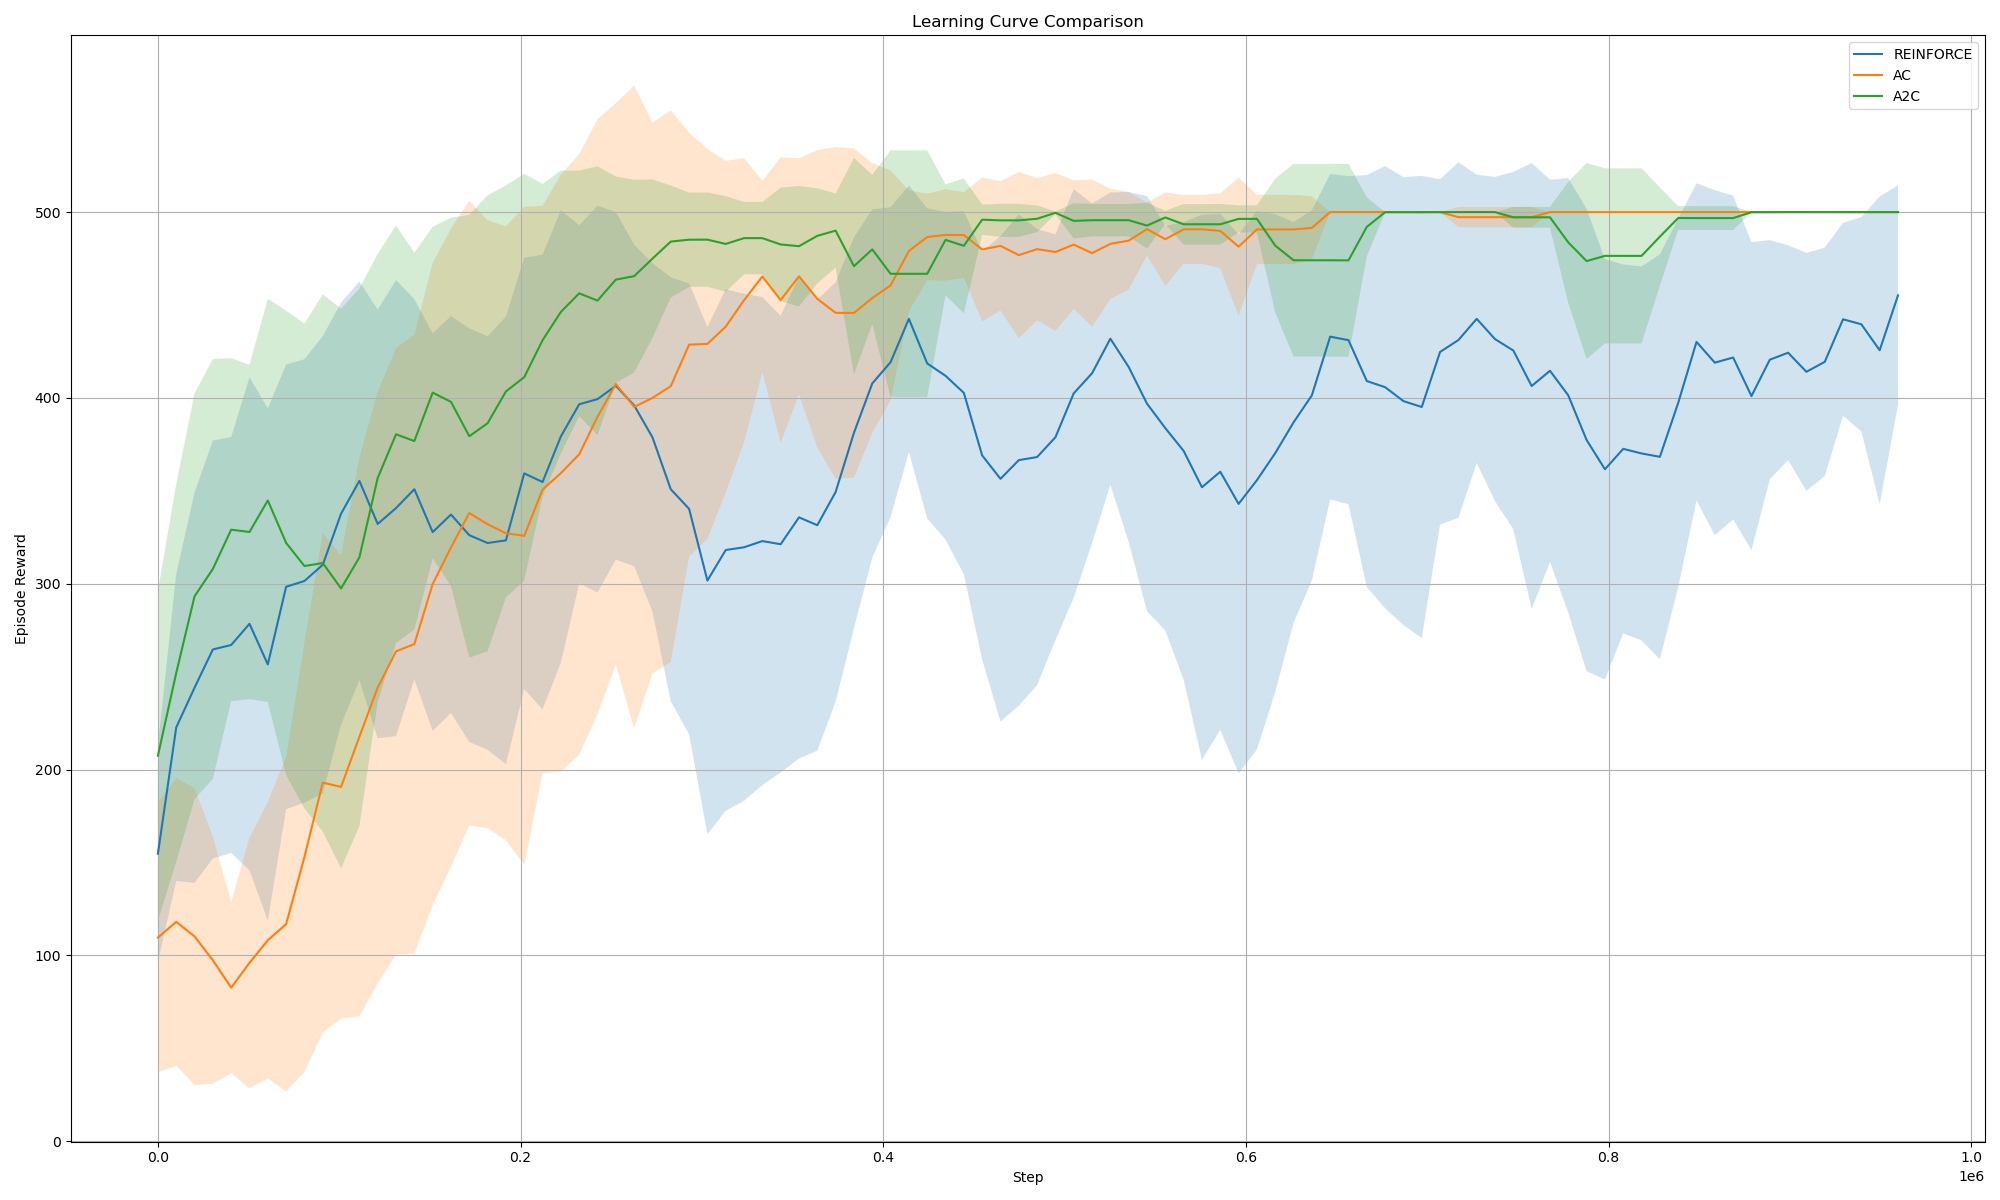 Learning Curve Comparison
REINFORCE
AC
A2C
Episode Reward
500
400
300
200
100
0
0.0 0.2 0.4 0.6 0.8 1.0
Step
1e6